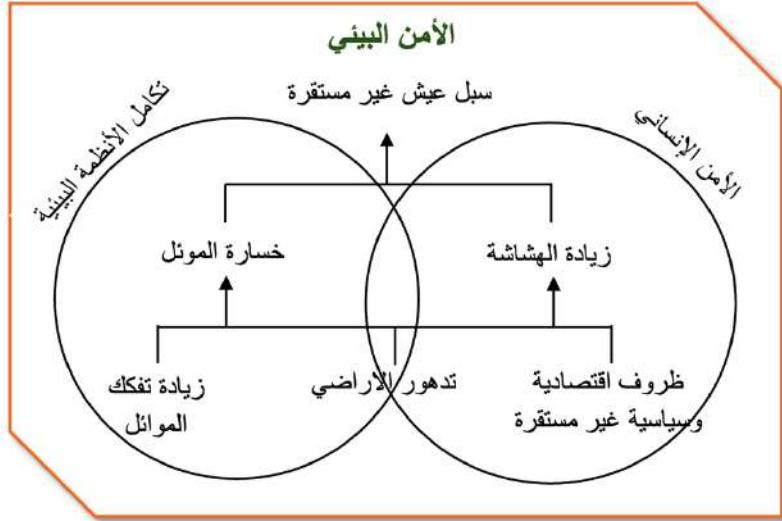 الأمن البيئي
سبل عيش غير مستقرة
تكامل الأنظمة البيئية
الأمن الإنساني
زيادة الهشاشة
خسارة الموئل
ظروف اقتصادية
وسياسية غير مستقرة
تدهور الاراضي
زيادة تفكك
الموائل